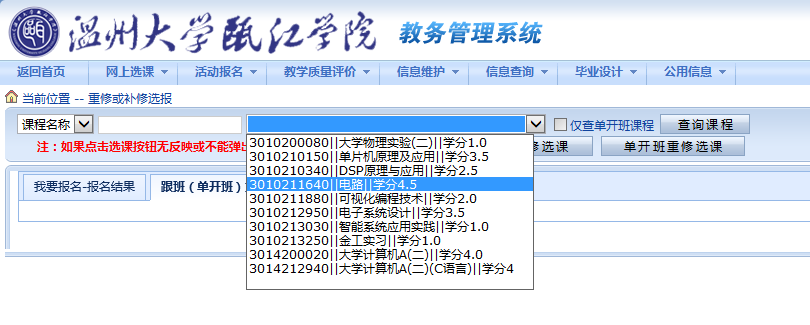 温州大学瓯江学院 教务管理系统
返回首页 网上选课 活动报名 教学质量评价 信息维护 信息查询 毕业设计 公用信息
当前位置 -- 重修或补修选报
课程名称 仅查单开班课程 查询课程
注：如果点击选课按钮无反映或不能弹出 修选课 单开班重修选课
我要报名-报名结果 跟班（单开班）
3010200080||大学物理实验(二)||学分1.0
3010210150||单片机原理及应用||学分3.5
3010210340||DSP原理与应用||学分2.5
3010211640||电路||学分4.5
3010211880||可视化编程技术||学分2.0
3010212950||电子系统设计||学分3.5
3010213030||智能系统应用实践||学分1.0
3010213250||金工实习||学分1.0
3014200020||大学计算机A(二)||学分4.0
3014212940||大学计算机A(二)(C语言)||学分4